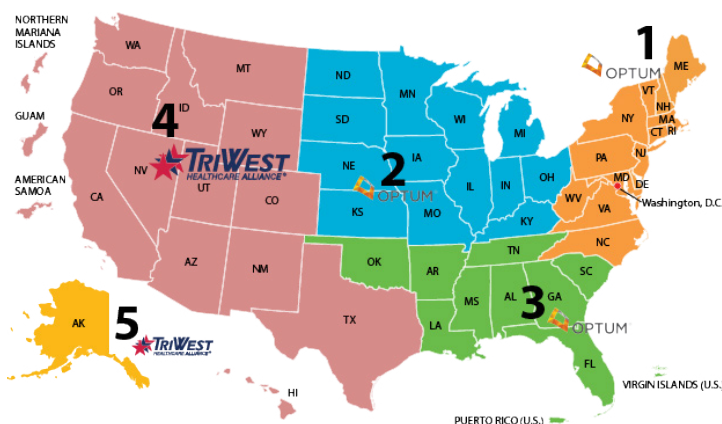 NORTHERN
MARIANA
ISLANDS
GUAM
AMERICAN
SAMOA
WA
OR
CA
ID
NV
MT
WY
UT
CO
AZ
NM
TX
HI
4
TRIWEST
HEALTHCARE ALLIANCE®
AK
5
TRIWEST
HEALTHCARE ALLIANCE®
ND
SD
NE
KS
MN
IA
MO
WI
IL
MI
IN
OH
KY
2
OPTUM®
OK
AR
LA
TN
MS
AL
GA
SC
FL
3
OPTUM
VIRGIN ISLANDS (U.S.)
PUERTO RICO (U.S.)
1
OPTUM
ME
VT
NH
MA
CT
RI
NY
PA
NJ
MD
DE
Washington, D.C
WV
VA
NC